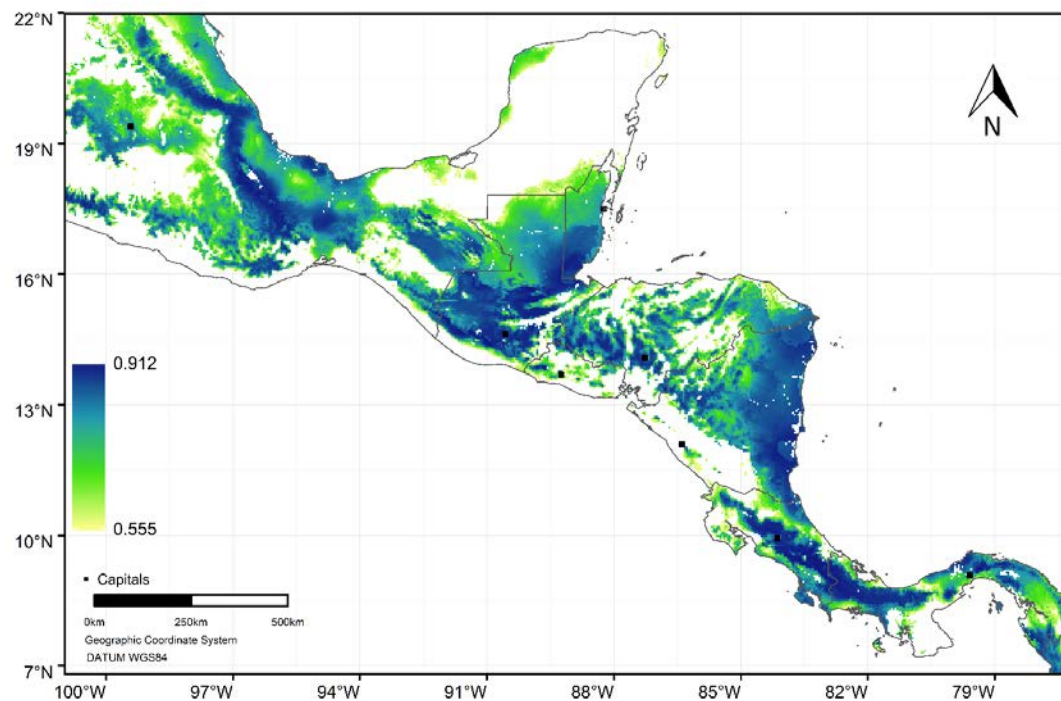 22°N
19°N
16°N
13°N
10°N
7°N
N
0.912
0.555
Capitals
0km 250km 500km
Geographic Coordinate System
DATUM WGS84
100°W 97°W 94°W 91°W 88°W 85°W 82°W 79°W